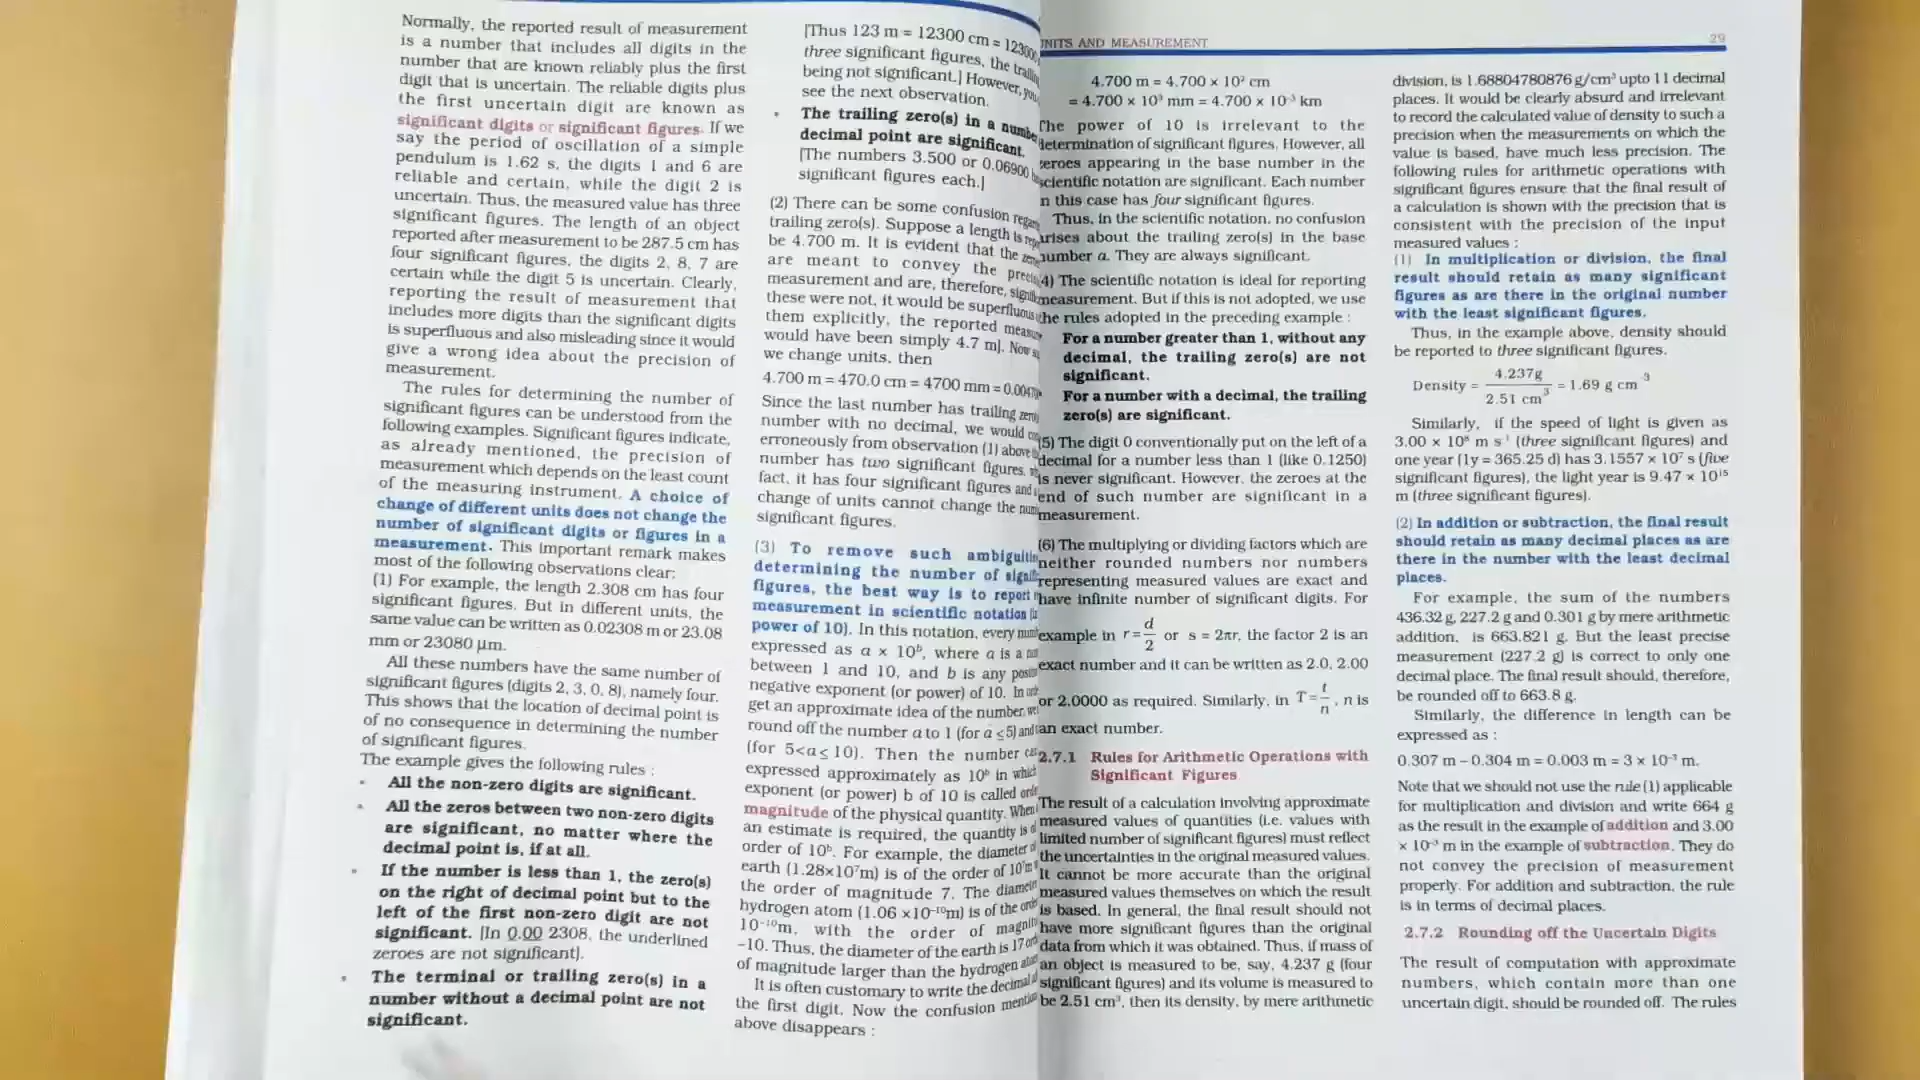 Normally, the reported result of measurement
is a number that includes all digits in the
number that are known reliably plus the first
digit that is uncertain. The reliable digits plus
the first uncertain digit are known as
significant digits or significant figures. If we
say the period of oscillation of a simple
pendulum is 1.62 s, the digits 1 and 6 are
reliable and certain, while the digit 2 is
uncertain. Thus, the measured value has three
significant figures. The length of an object
reported after measurement to be 287.5 cm has
four significant figures, the digits 2, 8, 7 are
certain while the digit 5 is uncertain. Clearly,
reporting the result of measurement that
includes more digits than the significant digits
is superfluous and also misleading since it would
give a wrong idea about the precision of
measurement.
The rules for determining the number of
significant figures can be understood from the
following examples. Significant figures indicate,
as already mentioned, the precision of
measurement which depends on the least count
of the measuring instrument. A choice of
change of different units does not change the
number of significant digits or figures in a
measurement. This important remark makes
most of the following observations clear:
(1) For example, the length 2.308 cm has four
significant figures. But in different units, the
same value can be written as 0.02308 m or 23.08
mm or 23080 µm.
All these numbers have the same number of
significant figures (digits 2, 3, 0, 8), namely four.
This shows that the location of decimal point is
of no consequence in determining the number
of significant figures.
The example gives the following rules :
• All the non-zero digits are significant.
• All the zeros between two non-zero digits
are significant, no matter where the
decimal point is, if at all.
• If the number is less than 1, the zero(s)
on the right of decimal point but to the
left of the first non-zero digit are not
significant. [In 0.00 2308, the underlined
zeroes are not significant].
• The terminal or trailing zero(s) in a
number without a decimal point are not
significant.
[Thus 123 m = 12300 cm =
three significant figures, the
being not significant.] However,
see the next observation.
• The trailing zero(s) in a
decimal point are significant.
[The numbers 3.500 or 0.06900
significant figures each.]
(2) There can be some confusion
trailing zero(s). Suppose a length is
be 4.700 m. It is evident that the
are meant to convey the
measurement and are, therefore,
these were not, it would be superfluous
them explicitly, the reported
would have been simply 4.7 m]. Now
we change units, then
4.700 m = 470.0 cm = 4700 mm =
Since the last number has trailing
number with no decimal, we would
erroneously from observation (1) above
number has two significant figures,
fact, it has four significant figures and
change of units cannot change the
significant figures.
(3) To remove such
determining the number of
figures, the best way is to report
measurement in scientific notation
power of 10). In this notation, every
expressed as a × 10ᵇ, where a is a
between 1 and 10, and b is any
negative exponent (or power) of 10. In
get an approximate idea of the number,
round off the number a to 1 (for a ≤ 5) and
(for 5<a≤ 10). Then the number
expressed approximately as 10ᵇ in which
exponent (or power) b of 10 is called
magnitude of the physical quantity. When
an estimate is required, the quantity is
order of 10ᵇ. For example, the diameter
earth (1.28×10⁷m) is of the order of 10⁷m
the order of magnitude 7. The
hydrogen atom (1.06 ×10⁻¹⁰m) is of the
10⁻¹⁰m, with the order of
–10. Thus, the diameter of the earth is 17
of magnitude larger than the hydrogen
It is often customary to write the decimal
the first digit. Now the confusion
above disappears :
UNITS AND MEASUREMENT 29
4.700 m = 4.700 × 10² cm
= 4.700 × 10³ mm = 4.700 × 10⁻³ km
The power of 10 is irrelevant to the
determination of significant figures. However, all
zeroes appearing in the base number in the
scientific notation are significant. Each number
in this case has four significant figures.
Thus, in the scientific notation, no confusion
arises about the trailing zero(s) in the base
number a. They are always significant.
(4) The scientific notation is ideal for reporting
measurement. But if this is not adopted, we use
the rules adopted in the preceding example :
For a number greater than 1, without any
decimal, the trailing zero(s) are not
significant.
For a number with a decimal, the trailing
zero(s) are significant.
(5) The digit 0 conventionally put on the left of a
decimal for a number less than 1 (like 0.1250)
is never significant. However, the zeroes at the
end of such number are significant in a
measurement.
(6) The multiplying or dividing factors which are
neither rounded numbers nor numbers
representing measured values are exact and
have infinite number of significant digits. For
example in r = d/2 or s = 2πr, the factor 2 is an
exact number and it can be written as 2.0, 2.00
or 2.0000 as required. Similarly, in T = t/n, n is
an exact number.
2.7.1 Rules for Arithmetic Operations with
Significant Figures
The result of a calculation involving approximate
measured values of quantities (i.e. values with
limited number of significant figures) must reflect
the uncertainties in the original measured values.
It cannot be more accurate than the original
measured values themselves on which the result
is based. In general, the final result should not
have more significant figures than the original
data from which it was obtained. Thus, if mass of
an object is measured to be, say, 4.237 g (four
significant figures) and its volume is measured to
be 2.51 cm³, then its density, by mere arithmetic
division, is 1.68804780876 g/cm³ upto 11 decimal
places. It would be clearly absurd and irrelevant
to record the calculated value of density to such a
precision when the measurements on which the
value is based, have much less precision. The
following rules for arithmetic operations with
significant figures ensure that the final result of
a calculation is shown with the precision that is
consistent with the precision of the input
measured values :
(1) In multiplication or division, the final
result should retain as many significant
figures as are there in the original number
with the least significant figures.
Thus, in the example above, density should
be reported to three significant figures.
Density = 4.237g / 2.51 cm³ = 1.69 g cm⁻³
Similarly, if the speed of light is given as
3.00 × 10⁸ m s⁻¹ (three significant figures) and
one year (1y = 365.25 d) has 3.1557 × 10⁷ s (five
significant figures), the light year is 9.47 × 10¹⁵
m (three significant figures).
(2) In addition or subtraction, the final result
should retain as many decimal places as are
there in the number with the least decimal
places.
For example, the sum of the numbers
436.32 g, 227.2 g and 0.301 g by mere arithmetic
addition, is 663.821 g. But the least precise
measurement (227.2 g) is correct to only one
decimal place. The final result should, therefore,
be rounded off to 663.8 g.
Similarly, the difference in length can be
expressed as :
0.307 m – 0.304 m = 0.003 m = 3 × 10⁻³ m.
Note that we should not use the rule (1) applicable
for multiplication and division and write 664 g
as the result in the example of addition and 3.00
× 10⁻³ m in the example of subtraction. They do
not convey the precision of measurement
properly. For addition and subtraction, the rule
is in terms of decimal places.
2.7.2 Rounding off the Uncertain Digits
The result of computation with approximate
numbers, which contain more than one
uncertain digit, should be rounded off. The rules